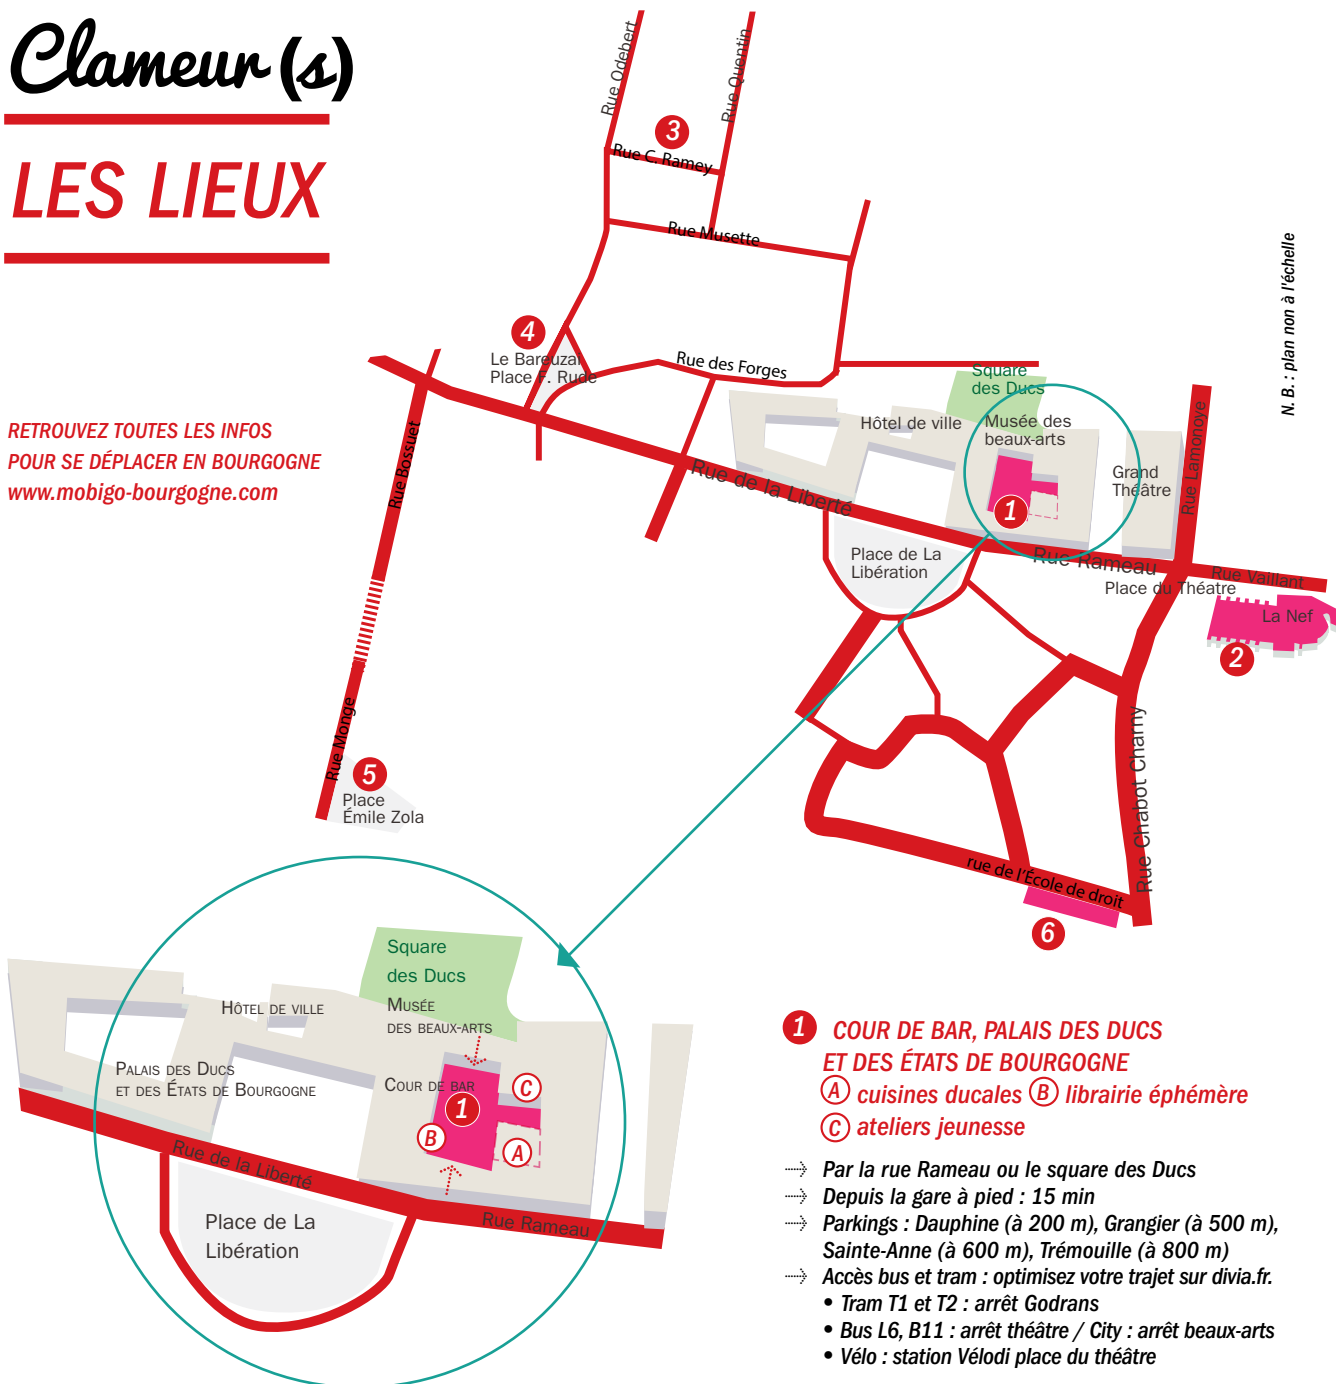 Clameur(s)
LES LIEUX
RETROUVEZ TOUTES LES INFOS
POUR SE DÉPLACER EN BOURGOGNE
www.mobigo-bourgogne.com
Rue Odebert
Rue Quentin
3
Rue C. Ramey
Rue Musette
N. B. : plan non à l'échelle
4
Le Bareuzai
Place F. Rude
Rue des Forges
Square
des Ducs
Hôtel de ville
Musée des
beaux-arts
Grand
Théâtre
Rue Lamonoye
Rue Bossuet
Rue de la Liberté
1
Place de La
Libération
Rue Rameau
Rue Vaillant
Place du Théatre
La Nef
2
Rue Monge
5
Place
Émile Zola
Rue Chabot Charny
rue de l'École de droit
6
Square
des Ducs
Musée
des beaux-arts
Hôtel de ville
Palais des Ducs
et des États de Bourgogne
Cour de bar
C
1
B
A
Rue de la Liberté
Rue Rameau
Place de La
Libération
1 COUR DE BAR, PALAIS DES DUCS
ET DES ÉTATS DE BOURGOGNE
A cuisines ducales B librairie éphémère
C ateliers jeunesse
Par la rue Rameau ou le square des Ducs
Depuis la gare à pied : 15 min
Parkings : Dauphine (à 200 m), Grangier (à 500 m),
Sainte-Anne (à 600 m), Trémouille (à 800 m)
Accès bus et tram : optimisez votre trajet sur divia.fr.
• Tram T1 et T2 : arrêt Godrans
• Bus L6, B11 : arrêt théâtre / City : arrêt beaux-arts
• Vélo : station Vélodi place du théâtre